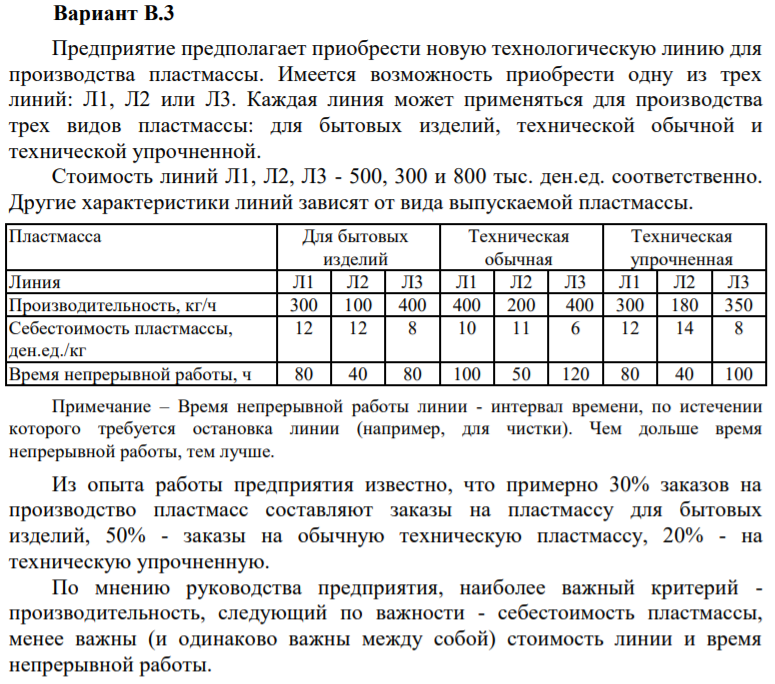 Вариант В.3
Предприятие предполагает приобрести новую технологическую линию для
производства пластмассы. Имеется возможность приобрести одну из трех
линий: Л1, Л2 или Л3. Каждая линия может применяться для производства
трех видов пластмассы: для бытовых изделий, технической обычной и
технической упрочненной.
Стоимость линий Л1, Л2, Л3 - 500, 300 и 800 тыс. ден.ед. соответственно.
Другие характеристики линий зависят от вида выпускаемой пластмассы.
Пластмасса Для бытовых Техническая Техническая
изделий обычная упрочненная
Линия Л1 Л2 Л3 Л1 Л2 Л3 Л1 Л2 Л3
Производительность, кг/ч 300 100 400 400 200 400 300 180 350
Себестоимость пластмассы, 12 12 8 10 11 6 12 14 8
ден.ед./кг
Время непрерывной работы, ч 80 40 80 100 50 120 80 40 100
Примечание – Время непрерывной работы линии - интервал времени, по истечении
которого требуется остановка линии (например, для чистки). Чем дольше время
непрерывной работы, тем лучше.
Из опыта работы предприятия известно, что примерно 30% заказов на
производство пластмасс составляют заказы на пластмассу для бытовых
изделий, 50% - заказы на обычную техническую пластмассу, 20% - на
техническую упрочненную.
По мнению руководства предприятия, наиболее важный критерий -
производительность, следующий по важности - себестоимость пластмассы,
менее важны (и одинаково важны между собой) стоимость линии и время
непрерывной работы.